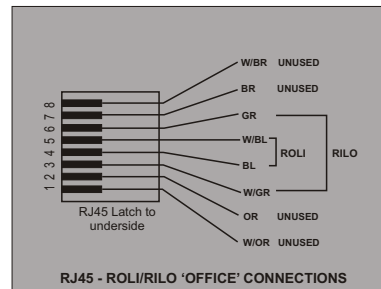 W/BR UNUSED
8
BR UNUSED
7
GR
6
W/BL
5
ROLI
RILO
BL
4
W/GR
3
OR UNUSED
2
W/OR UNUSED
1
RJ45 Latch to
underside
RJ45 - ROLI/RILO ‘OFFICE’ CONNECTIONS